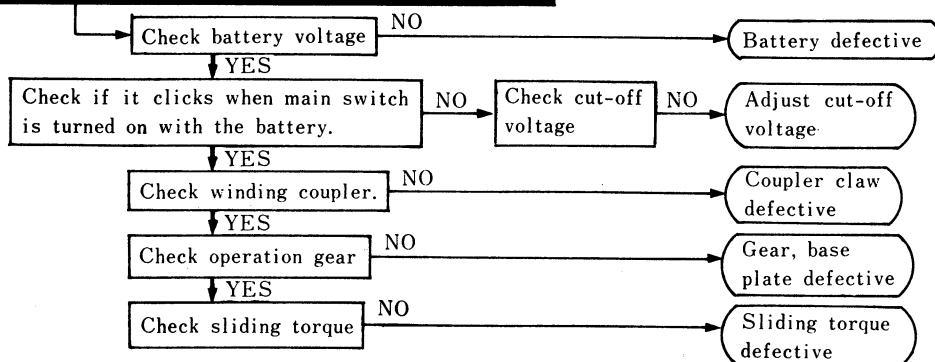 Check battery voltage
NO
Battery defective
YES
Check if it clicks when main switch
is turned on with the battery.
NO
Check cut-off
voltage
NO
Adjust cut-off
voltage
YES
Check winding coupler.
NO
Coupler claw
defective
YES
Check operation gear
NO
Gear, base
plate defective
YES
Check sliding torque
NO
Sliding torque
defective